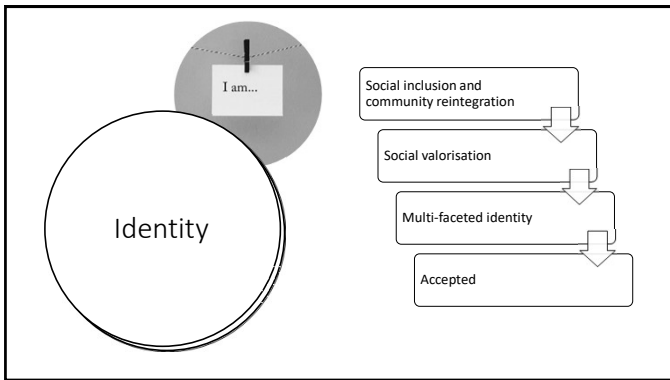 I am...
Identity
Social inclusion and
community reintegration
Social valorisation
Multi-faceted identity
Accepted